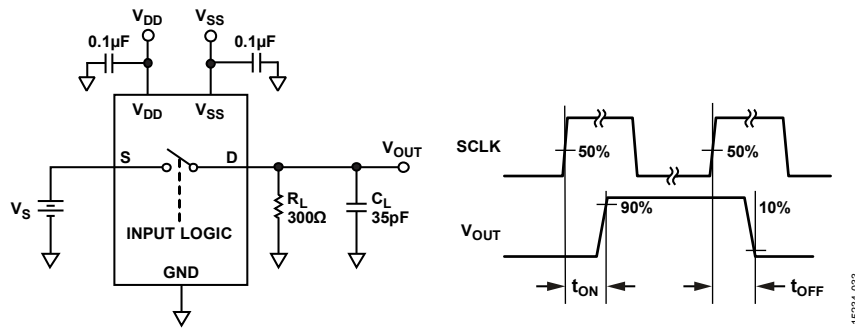 VDD
VSS
0.1µF
0.1µF
VDD
VSS
S
D
VOUT
VS
RL
300Ω
CL
35pF
INPUT LOGIC
GND
SCLK
50%
50%
VOUT
90%
10%
tON
tOFF
15234-033